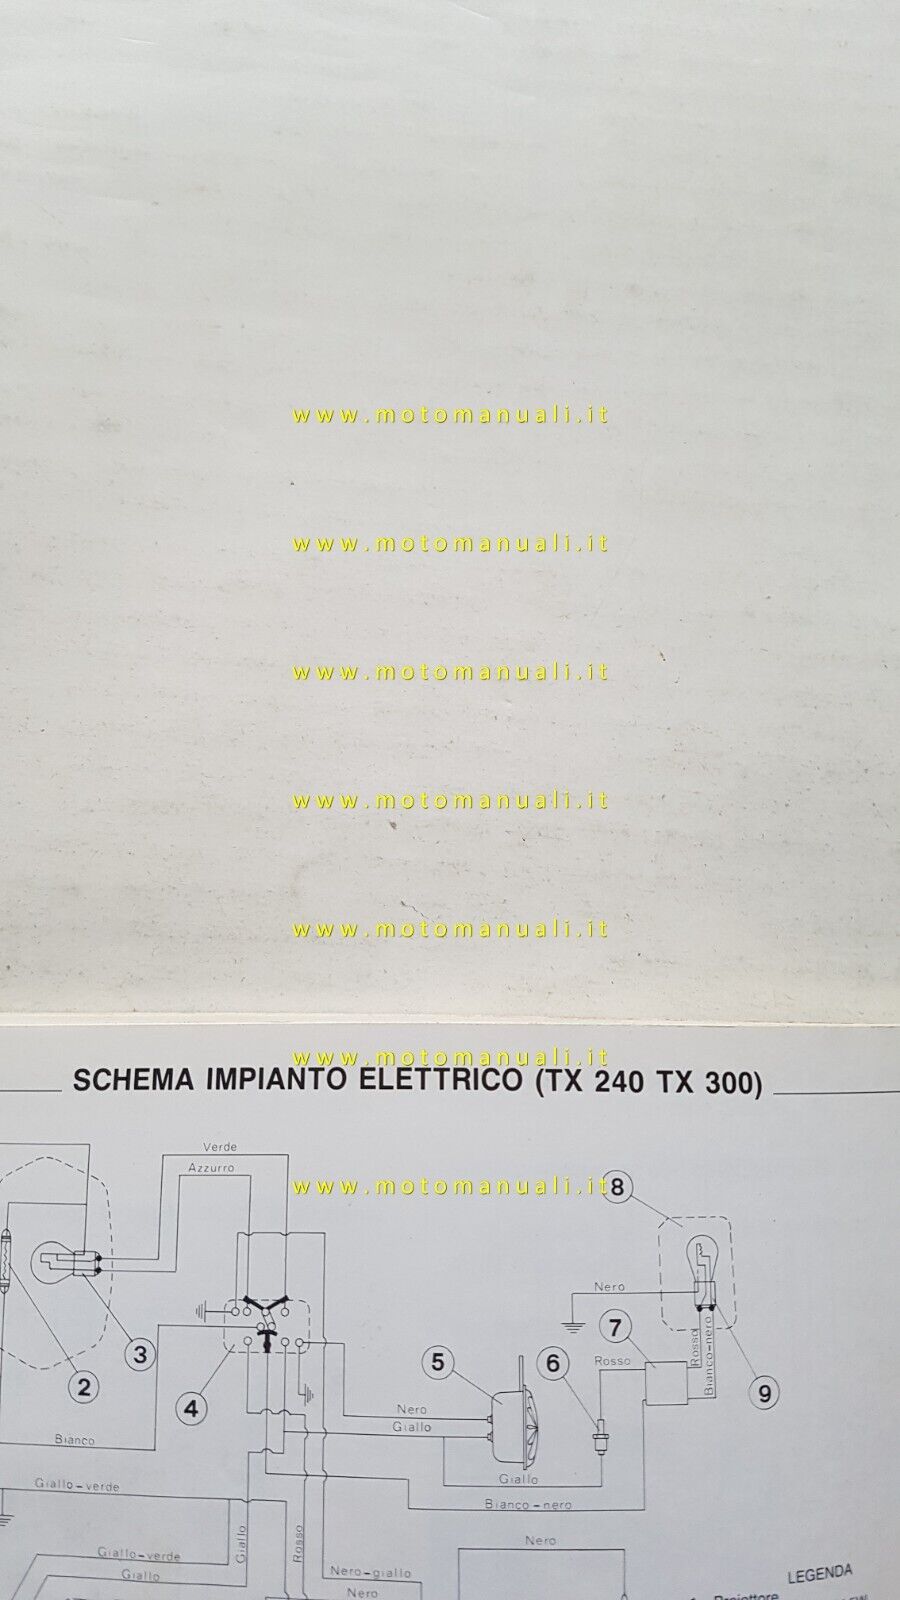 www.motomanuali.it
www.motomanuali.it
www.motomanuali.it
www.motomanuali.it
www.motomanuali.it
www.motomanuali.it
SCHEMA IMPIANTO ELETTRICO (TX 240 TX 300)
Verde
Azzurro
www.motomanuali.it
8
Nero
7
3
5
6
Rosso
Rosso
Bianco-nero
2
4
9
Nero
Giallo
Bianco
Giallo
Giallo-verde
Bianco-nero
Giallo
Rosso
Nero
Giallo-verde
Giallo
Nero-giallo
Nero
LEGENDA
Proiettore